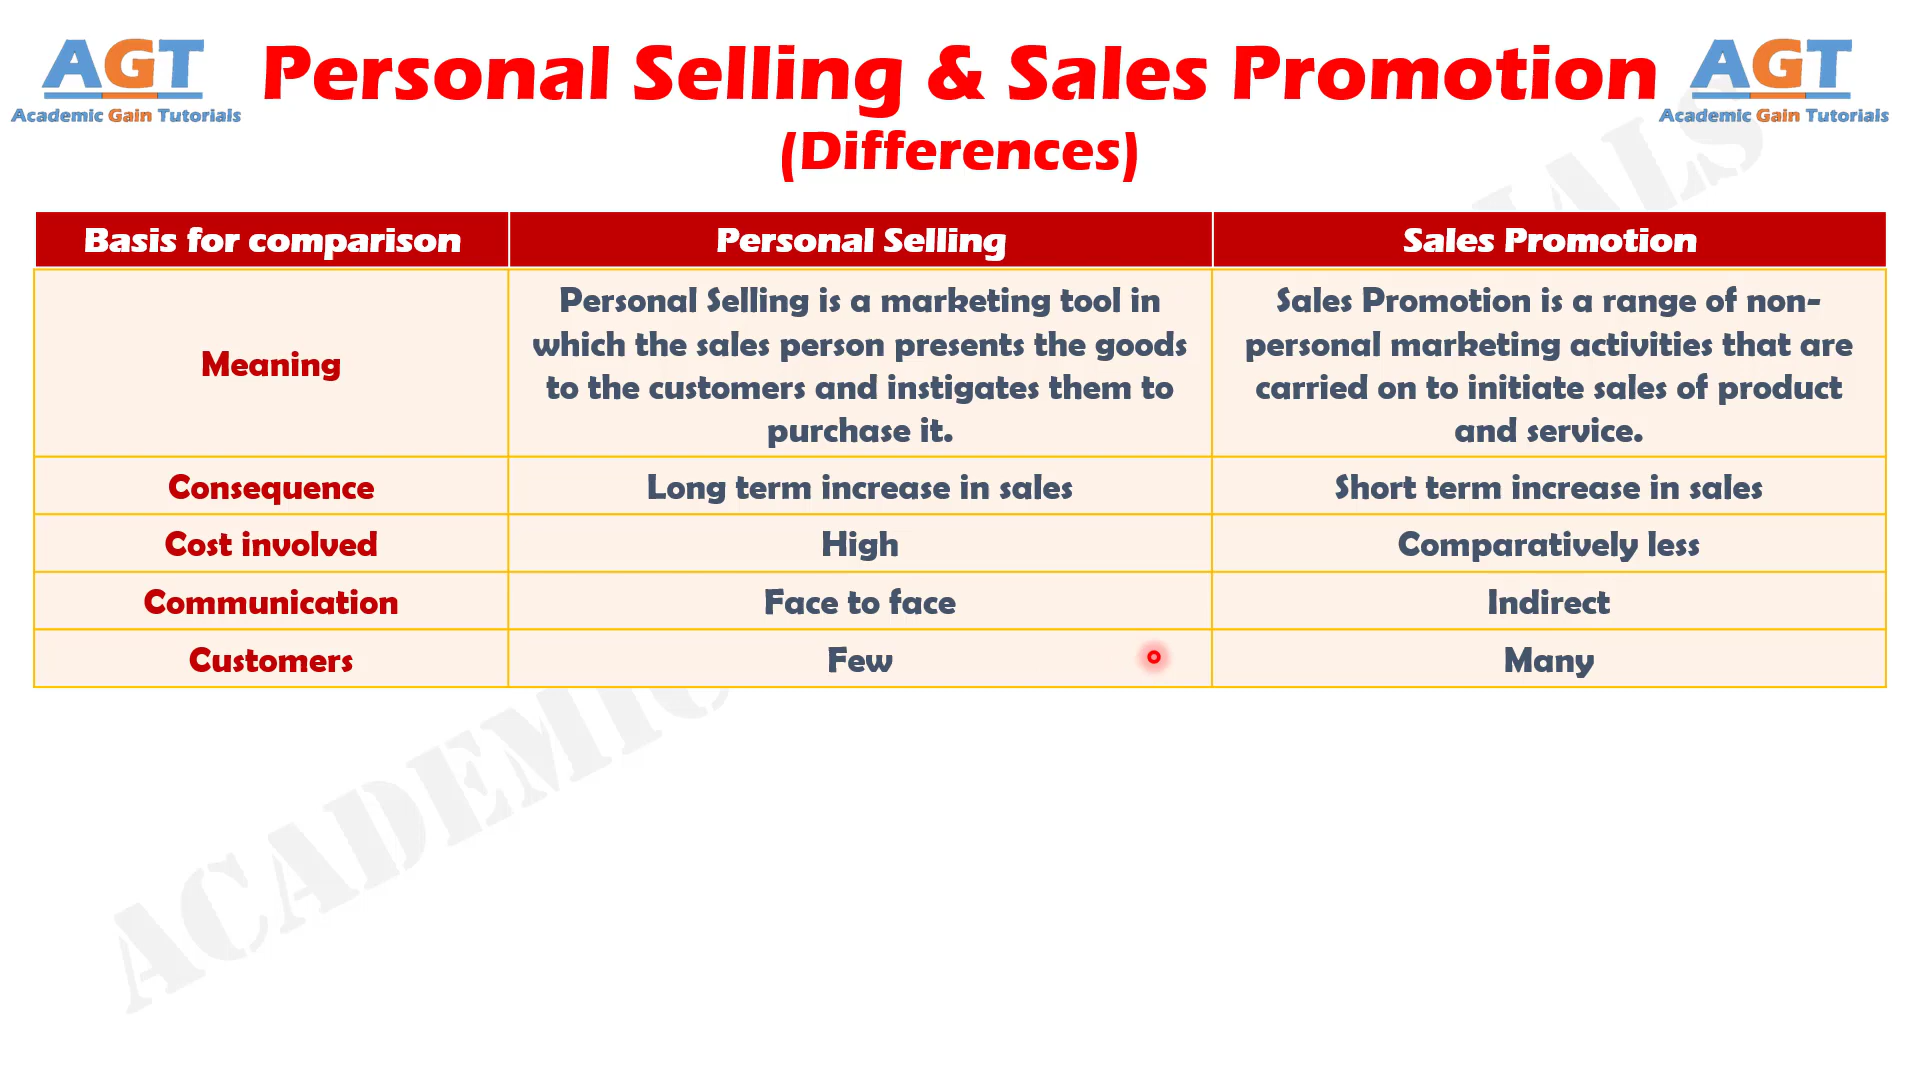 AGT
Academic Gain Tutorials
Personal Selling & Sales Promotion
(Differences)
AGT
Academic Gain Tutorials
Basis for comparison
Personal Selling
Sales Promotion
Meaning
Personal Selling is a marketing tool in
which the sales person presents the goods
to the customers and instigates them to
purchase it.
Sales Promotion is a range of non-
personal marketing activities that are
carried on to initiate sales of product
and service.
Consequence
Long term increase in sales
Short term increase in sales
Cost involved
High
Comparatively less
Communication
Face to face
Indirect
Customers
Few
Many
ACADEMIC